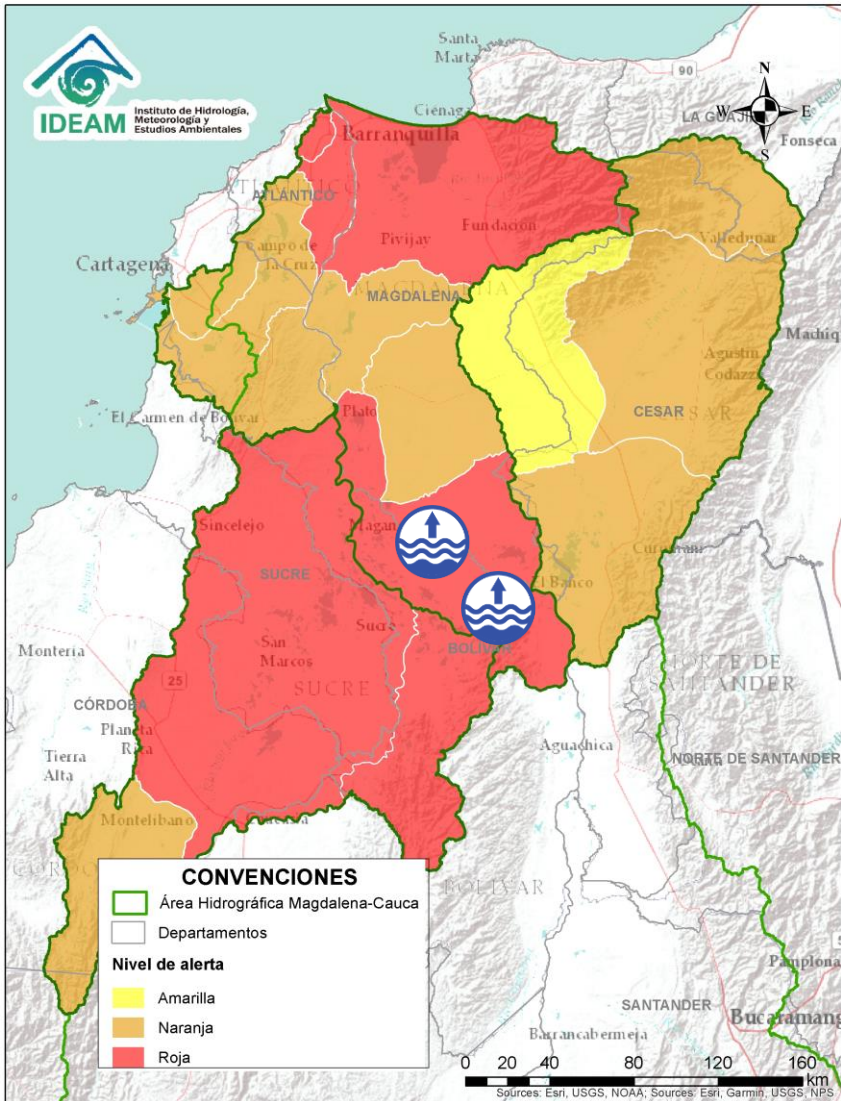 IDEAM
Instituto de Hidrología,
Meteorología y
Estudios Ambientales
Santa
Marta
90
N
W
E
S
LA GUAJI
Fonseca
Ciénaga
Barranquilla
ATLÁNTICO
Pivijay
Fundación
Campo de
la Cruz
Valledupar
Cartagena
MAGDALENA
Machiq
Agustín
Codazzi
CESAR
El Carmen de Bolívar
Plato
Sincelejo
Magan
SUCRE
El Banco
Sucre
San
Marcos
BOLÍVAR
SUCRE
Montería
25
NORTE DE
SANTANDER
CÓRDOBA
Planeta
Rica
Tierra
Alta
Aguachica
NORTE DE SANTANDER
Montelíbano
BOLÍVAR
CONVENCIONES
Área Hidrográfica Magdalena-Cauca
Departamentos
Nivel de alerta
Amarilla
Naranja
Roja
Pamplona
SANTANDER
Bucaramang
Barrancabermeja
0 20 40 80 120 160
km
Sources: Esri, USGS, NOAA; Sources: Esri, Garmin, USGS, NPS